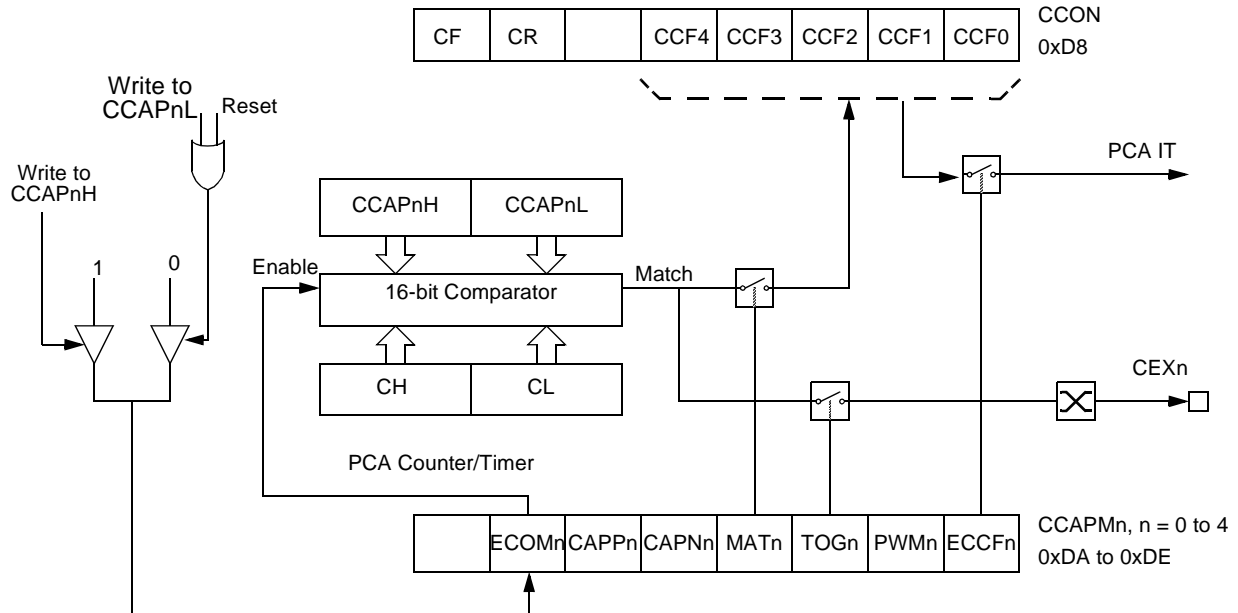 CF CR CCF4 CCF3 CCF2 CCF1 CCF0
CCON
0xD8
Write to
CCAPnL
Reset
Write to
CCAPnH
PCA IT
CCAPnH CCAPnL
1
0
Enable
16-bit Comparator
Match
CH CL
CEXn
PCA Counter/Timer
ECOMn CAPPn CAPNn MATn TOGn PWMn ECCFn
CCAPMn, n = 0 to 4
0xDA to 0xDE